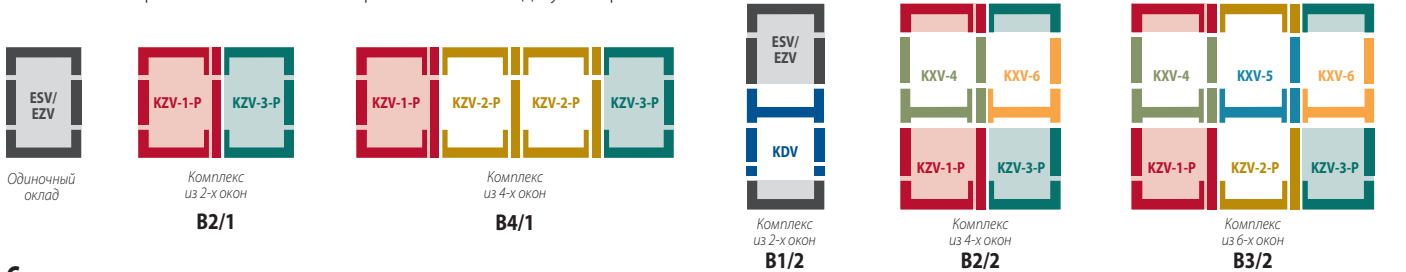 ESV/
EZV
Одиночный
оклад
KZV-1-P
KZV-3-P
Комплекс
из 2-х окон
B2/1
KZV-1-P
KZV-2-P
KZV-2-P
KZV-3-P
Комплекс
из 4-х окон
B4/1
ESV/
EZV
KDV
Комплекс
из 2-х окон
B1/2
KXV-4
KXV-6
KZV-1-P
KZV-3-P
Комплекс
из 4-х окон
B2/2
KXV-4
KXV-5
KXV-6
KZV-1-P
KZV-2-P
KZV-3-P
Комплекс
из 6-х окон
B3/2